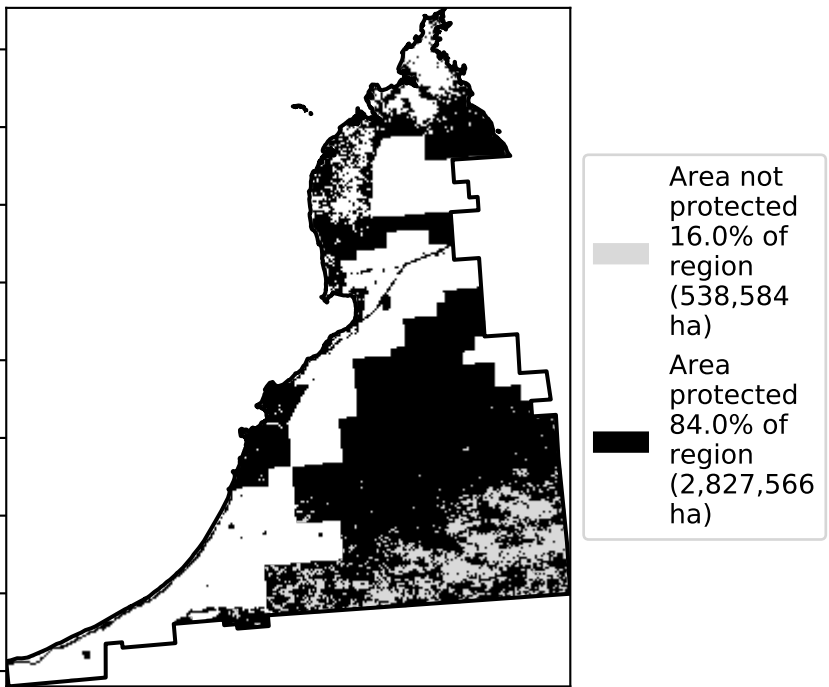 Area not
protected
16.0% of
region
(538,584
ha)
Area
protected
84.0% of
region
(2,827,566
ha)